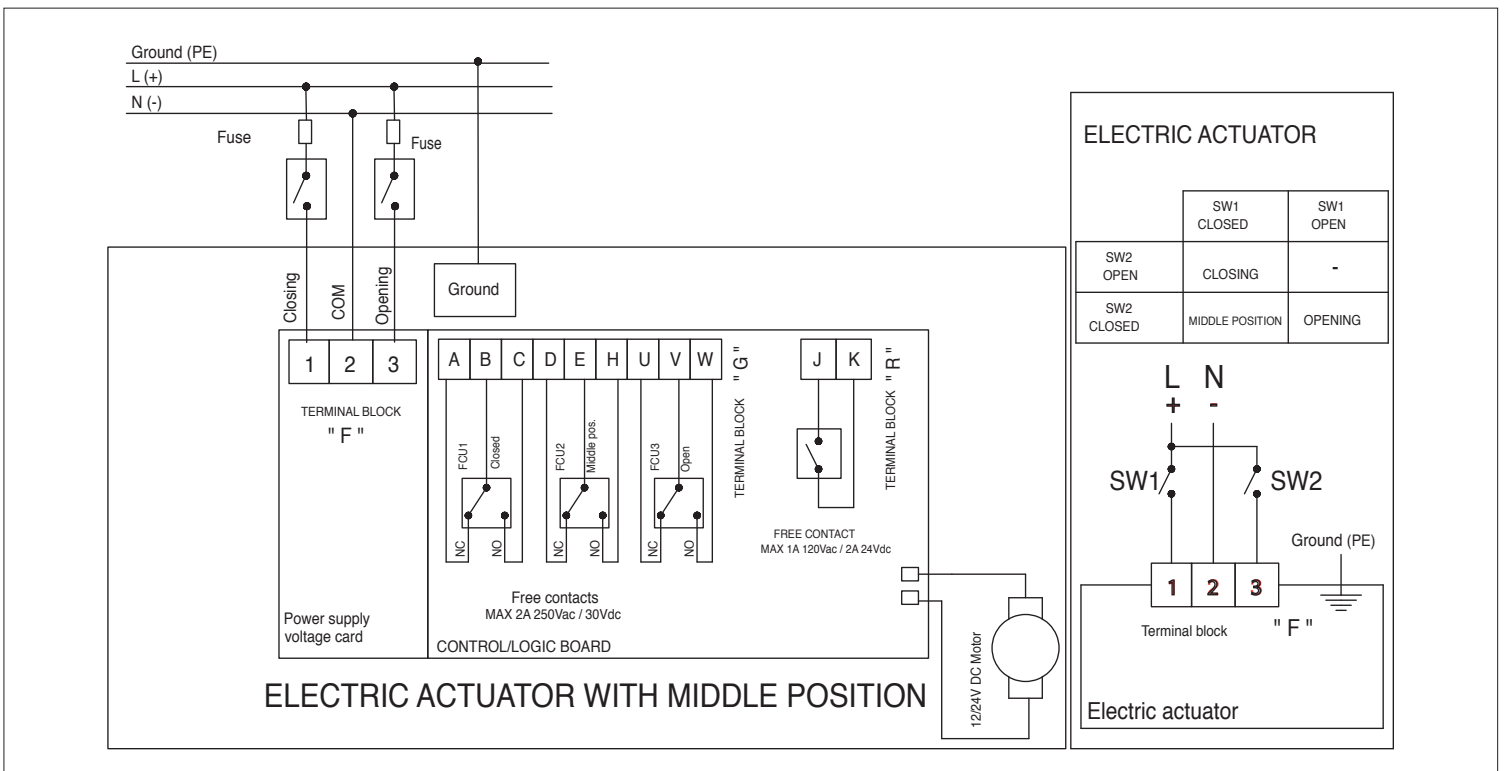 Ground (PE)
L (+)
N (-)
Fuse
Fuse
Closing
COM
Opening
Ground
1 2 3
TERMINAL BLOCK
" F "
Power supply
voltage card
A B C D E H U V W
TERMINAL BLOCK " G "
J K
TERMINAL BLOCK " R "
FCU1
Closed
FCU2
Middle pos.
FCU3
Open
NC
NO
NC
NO
NC
NO
Free contacts
MAX 2A 250Vac / 30Vdc
FREE CONTACT
MAX 1A 120Vac / 2A 24Vdc
CONTROL/LOGIC BOARD
12/24V DC Motor
ELECTRIC ACTUATOR WITH MIDDLE POSITION
ELECTRIC ACTUATOR
SW1
CLOSED
SW1
OPEN
SW2
OPEN
CLOSING
-
SW2
CLOSED
MIDDLE POSITION
OPENING
L N
+ -
SW1
SW2
Ground (PE)
1 2 3
Terminal block
" F "
Electric actuator